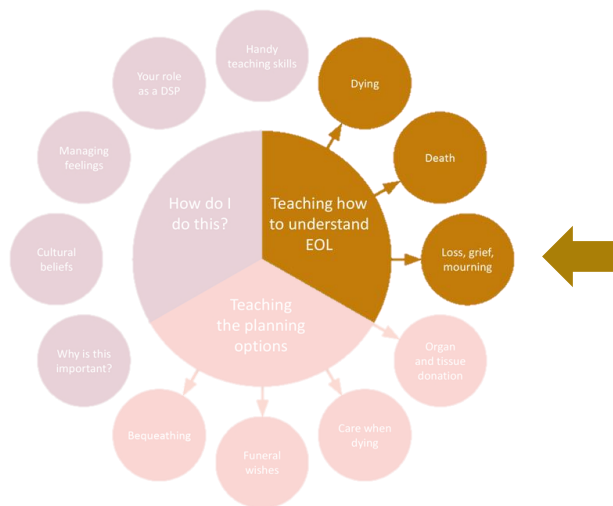 Handy
teaching skills
Your role
as a DSP
Dying
Managing
feelings
Death
How do I
do this?
Teaching how
to understand
EOL
Cultural
beliefs
Loss, grief,
mourning
Teaching
the planning
options
Why is this
important?
Organ
and tissue
donation
Bequeathing
Care when
dying
Funeral
wishes